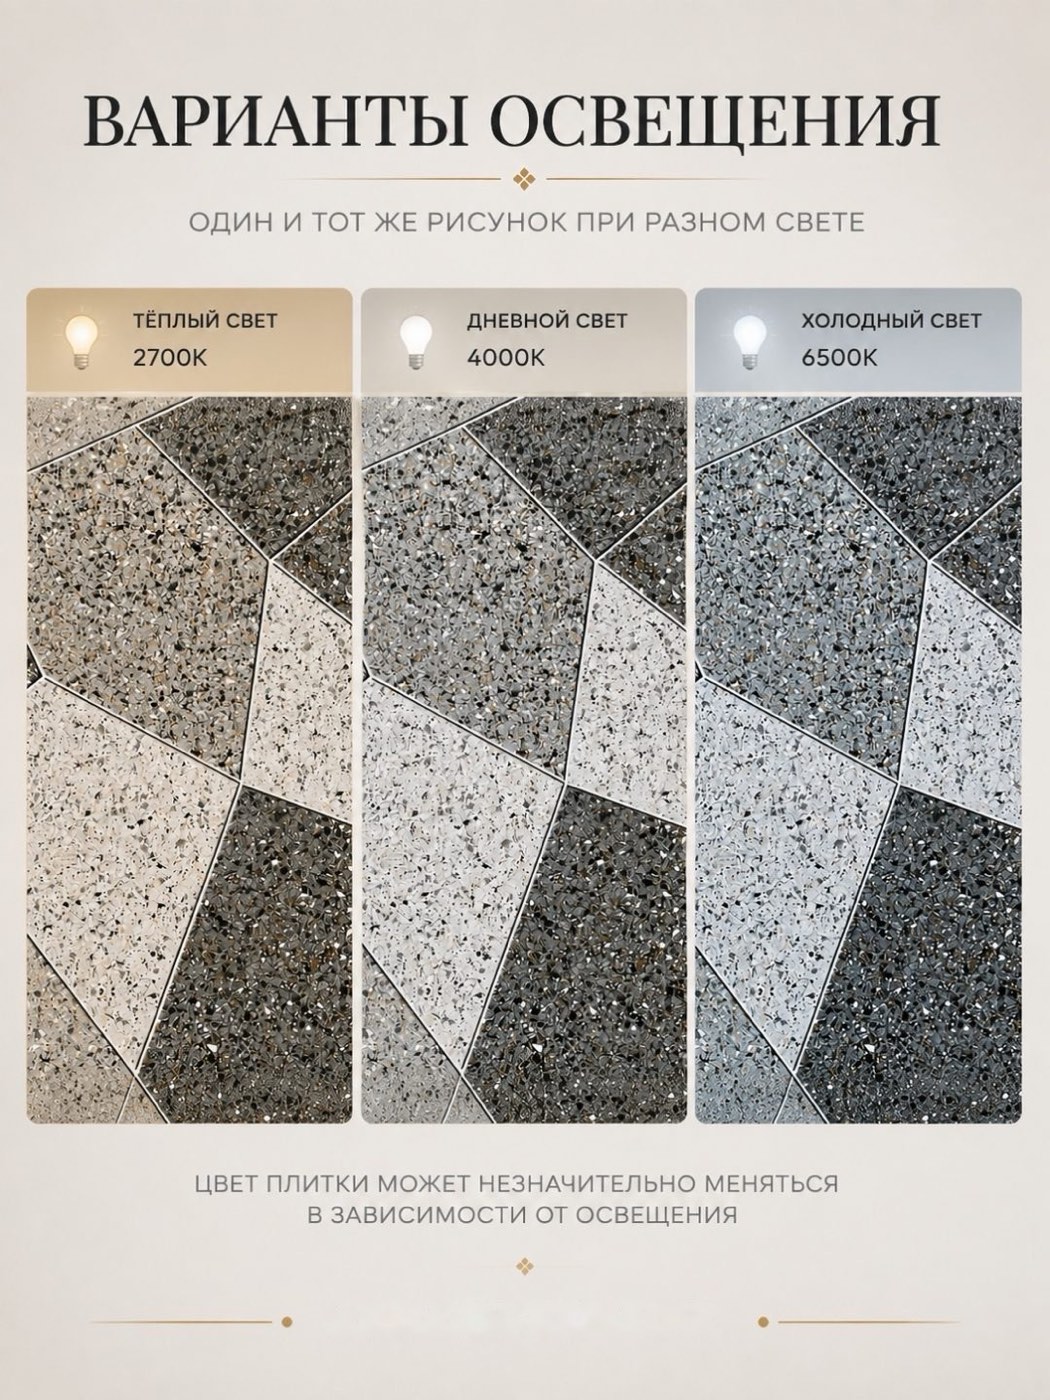 ВАРИАНТЫ ОСВЕЩЕНИЯ
ОДИН И ТОТ ЖЕ РИСУНОК ПРИ РАЗНОМ СВЕТЕ
ТЁПЛЫЙ СВЕТ
2700K
ДНЕВНОЙ СВЕТ
4000K
ХОЛОДНЫЙ СВЕТ
6500K
ЦВЕТ ПЛИТКИ МОЖЕТ НЕЗНАЧИТЕЛЬНО МЕНЯТЬСЯ
В ЗАВИСИМОСТИ ОТ ОСВЕЩЕНИЯ